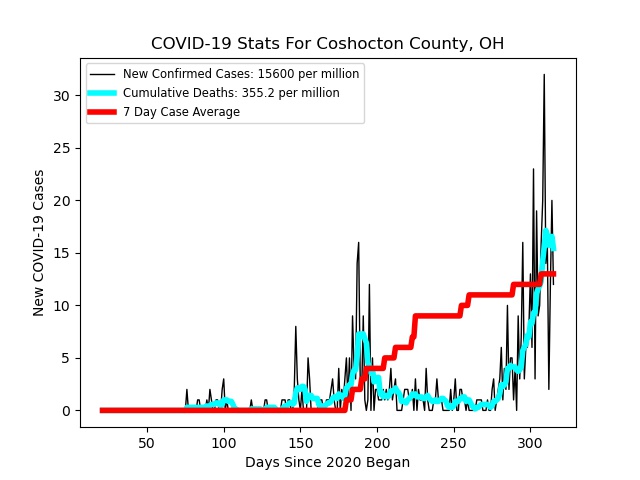 COVID-19 Stats For Coshocton County, OH
New Confirmed Cases: 15600 per million
Cumulative Deaths: 355.2 per million
7 Day Case Average
New COVID-19 Cases
30
25
20
15
10
5
0
50 100 150 200 250 300
Days Since 2020 Began